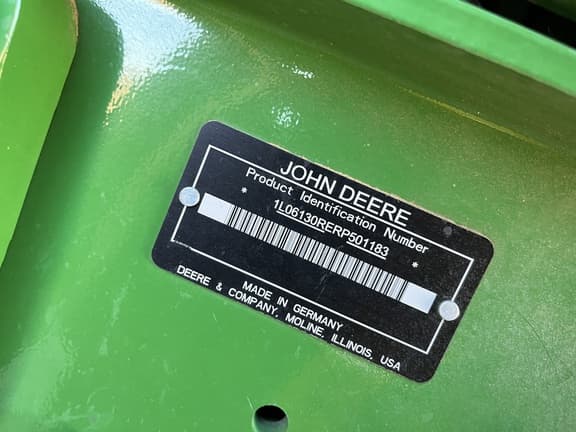 JOHN DEERE
Product Identification Number
* 1L06130RERP501183 *
MADE IN GERMANY
DEERE & COMPANY, MOLINE, ILLINOIS, USA